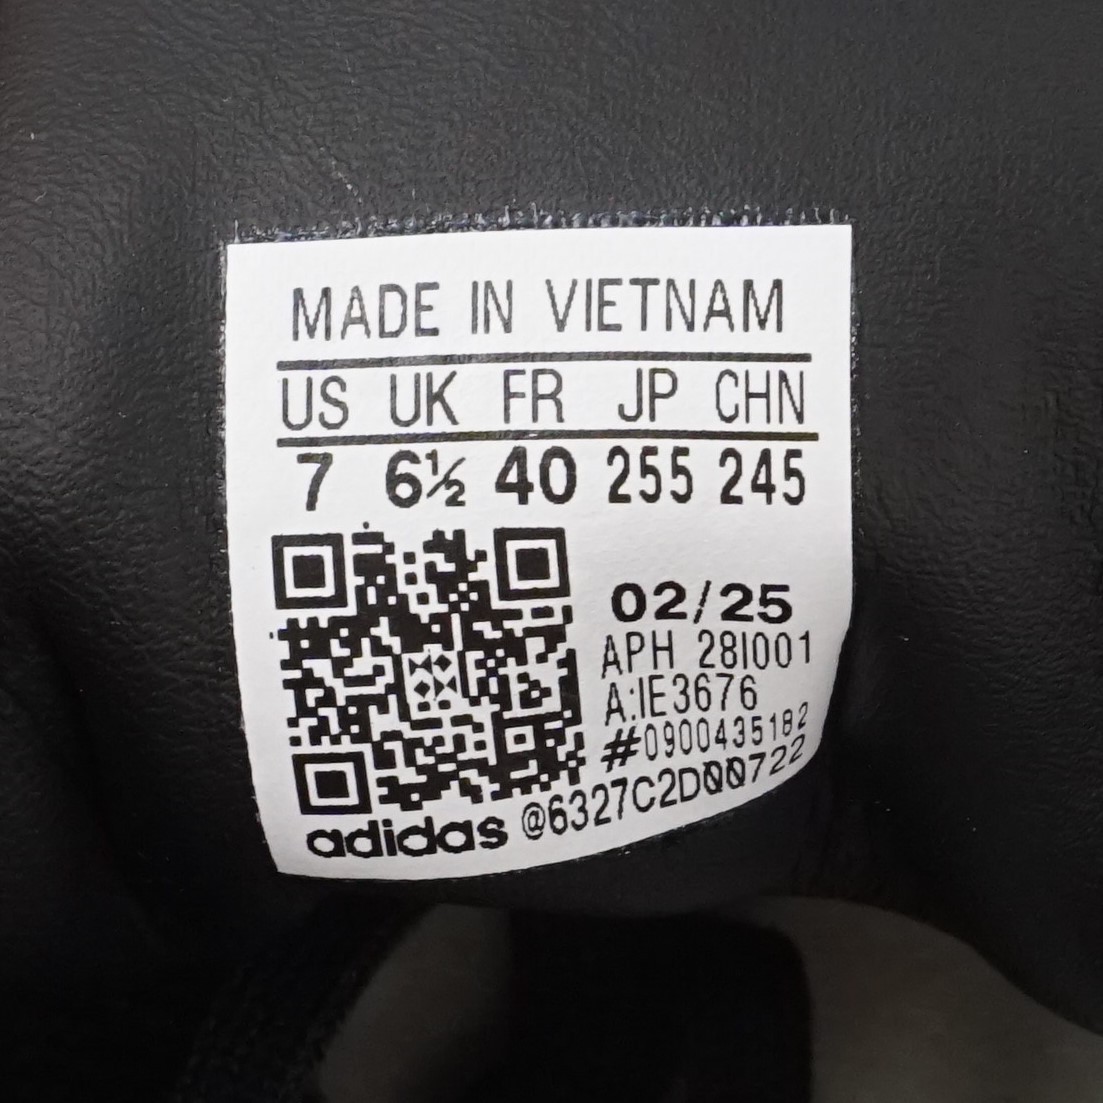 MADE IN VIETNAM
US UK FR JP CHN
7 6½ 40 255 245
02/25
APH 28I001
A:IE3676
#0900435182
@6327C2D00722
adidas